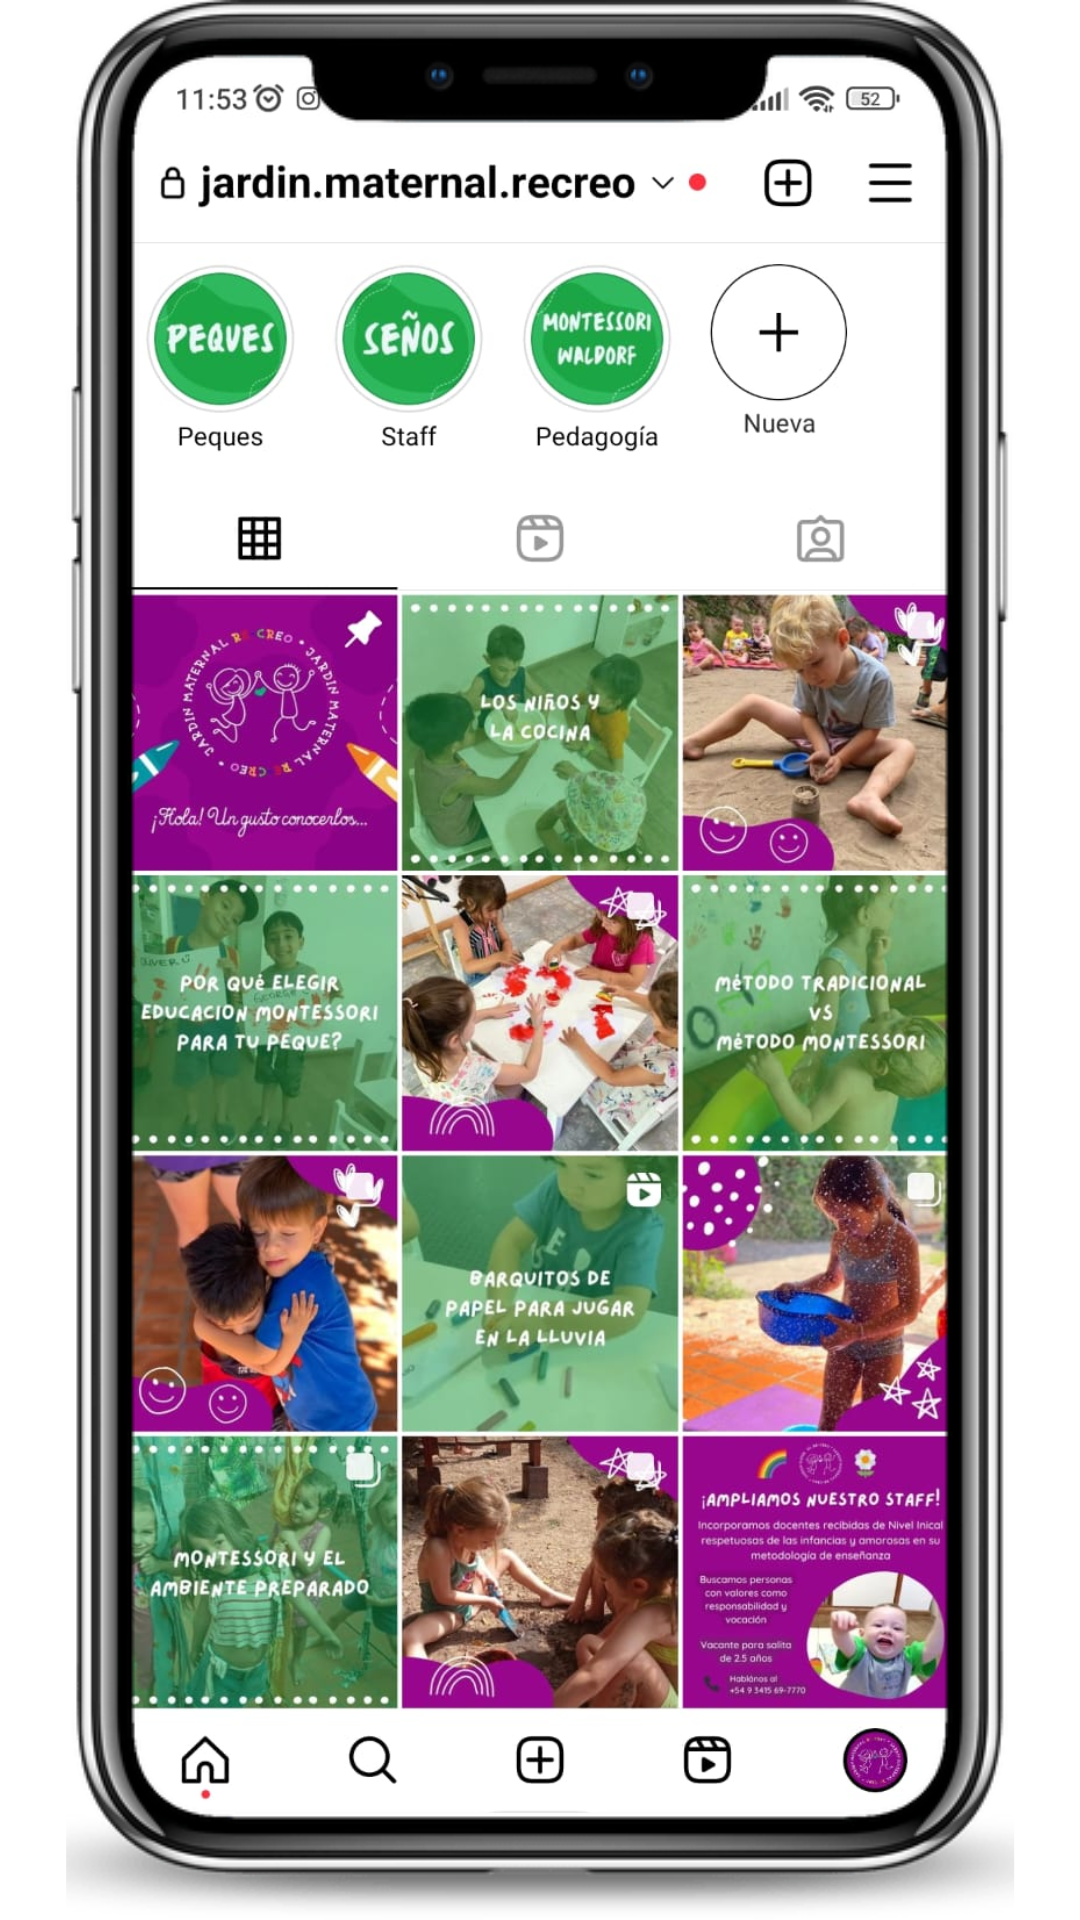 11:53
52
jardin.maternal.recreo
PEQUES
SEÑOS
MONTESSORI
WALDORF
Peques
Staff
Pedagogía
Nueva
JARDIN MATERNAL RE CREO • JARDIN MATERNAL RE CREO •
¡Hola! Un gusto conocerlos...
LOS NIÑOS Y
LA COCINA
OLIVER
GEORGE
POR QUÉ ELEGIR
EDUCACIÓN MONTESSORI
PARA TU PEQUE?
MÉTODO TRADICIONAL
VS
MÉTODO MONTESSORI
BARQUITOS DE
PAPEL PARA JUGAR
EN LA LLUVIA
MONTESSORI Y EL
AMBIENTE PREPARADO
¡AMPLIAMOS NUESTRO STAFF!
Incorporamos docentes recibidas de Nivel Inical
respetuosas de las infancias y amorosas en su
metodología de enseñanza
Buscamos personas
con valores como
responsabilidad y
vocación
Vacante para salita
de 2.5 años
Hablános al
+54 9 3415 69-7770